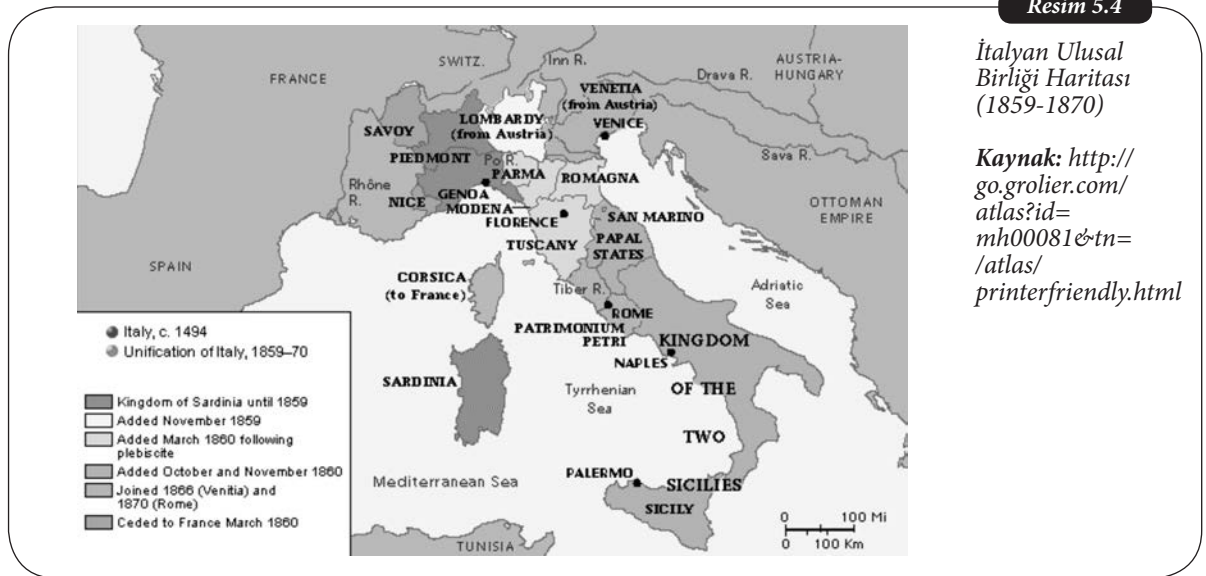 Resim 5.4
İtalyan Ulusal
Birliği Haritası
(1859-1870)
Kaynak: http://
go.grolier.com/
atlas?id=
mh00081&tn=
/atlas/
printerfriendly.html
FRANCE
SWITZ.
Inn R.
AUSTRIA-
HUNGARY
Drava R.
VENETIA
(from Austria)
VENICE
LOMBARDY
(from Austria)
SAVOY
PIEDMONT
Po R.
PARMA
ROMAGNA
Sava R.
Rhône
R.
NICE
GENOA
MODENA
FLORENCE
SAN MARINO
OTTOMAN
EMPIRE
TUSCANY
PAPAL
STATES
SPAIN
CORSICA
(to France)
Tiber R.
Adriatic
Sea
ROME
PATRIMONIUM
PETRI
KINGDOM
NAPLES
OF THE
SARDINIA
Tyrrhenian
Sea
TWO
PALERMO
SICILIES
SICILY
Mediterranean Sea
TUNISIA
0 100 Mi
0 100 Km
Italy, c. 1494
Unification of Italy, 1859–70
Kingdom of Sardinia until 1859
Added November 1859
Added March 1860 following
plebiscite
Added October and November 1860
Joined 1866 (Venitia) and
1870 (Rome)
Ceded to France March 1860